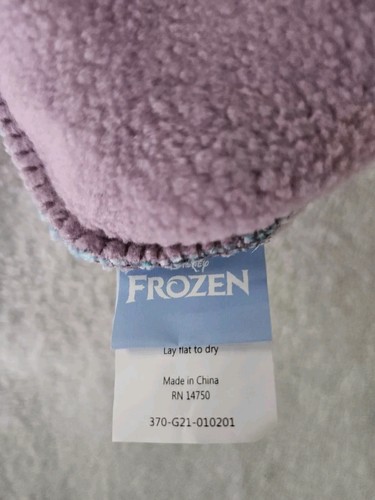 Disney
FROZEN
Lay flat to dry
Made in China
RN 14750
370-G21-010201